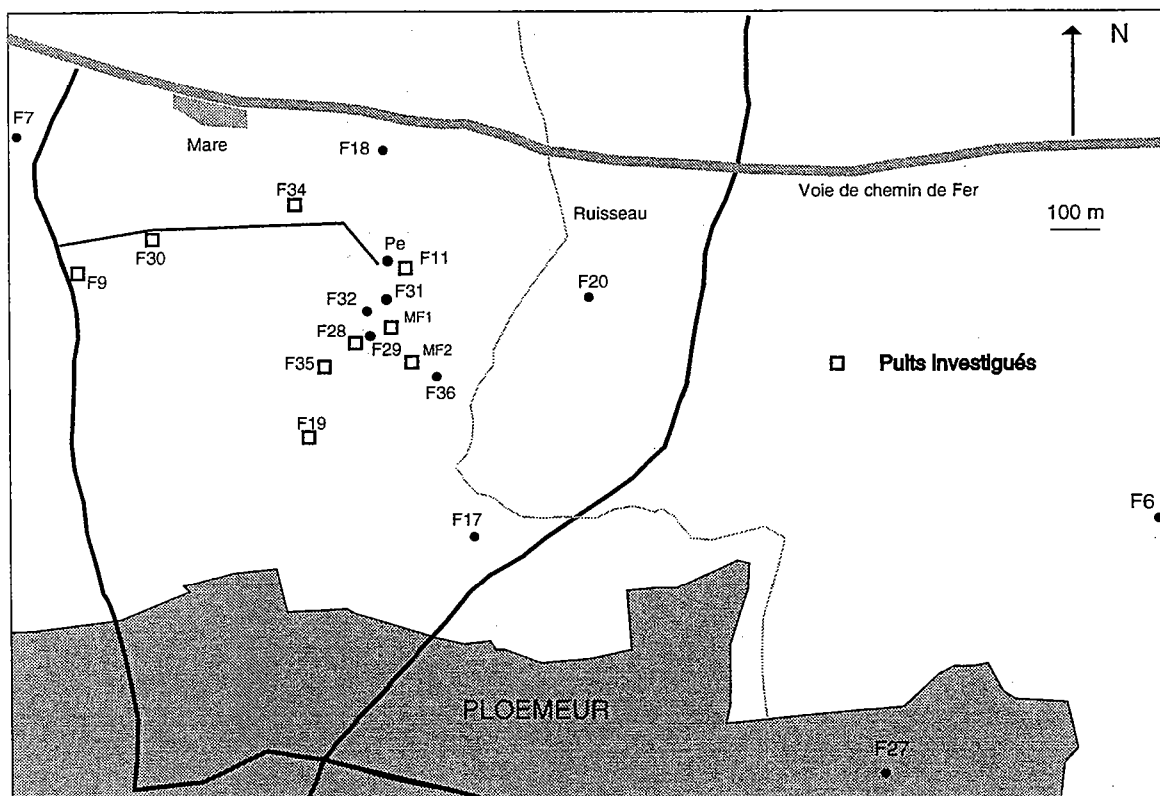 N
F7
Mare
F18
Voie de chemin de Fer
F34
Ruisseau
100 m
F30
Pe
F11
F9
F31
F32
F20
MF1
F28
F29
MF2
F35
Puits Investigués
F36
F19
F17
F6
PLOEMEUR
F27